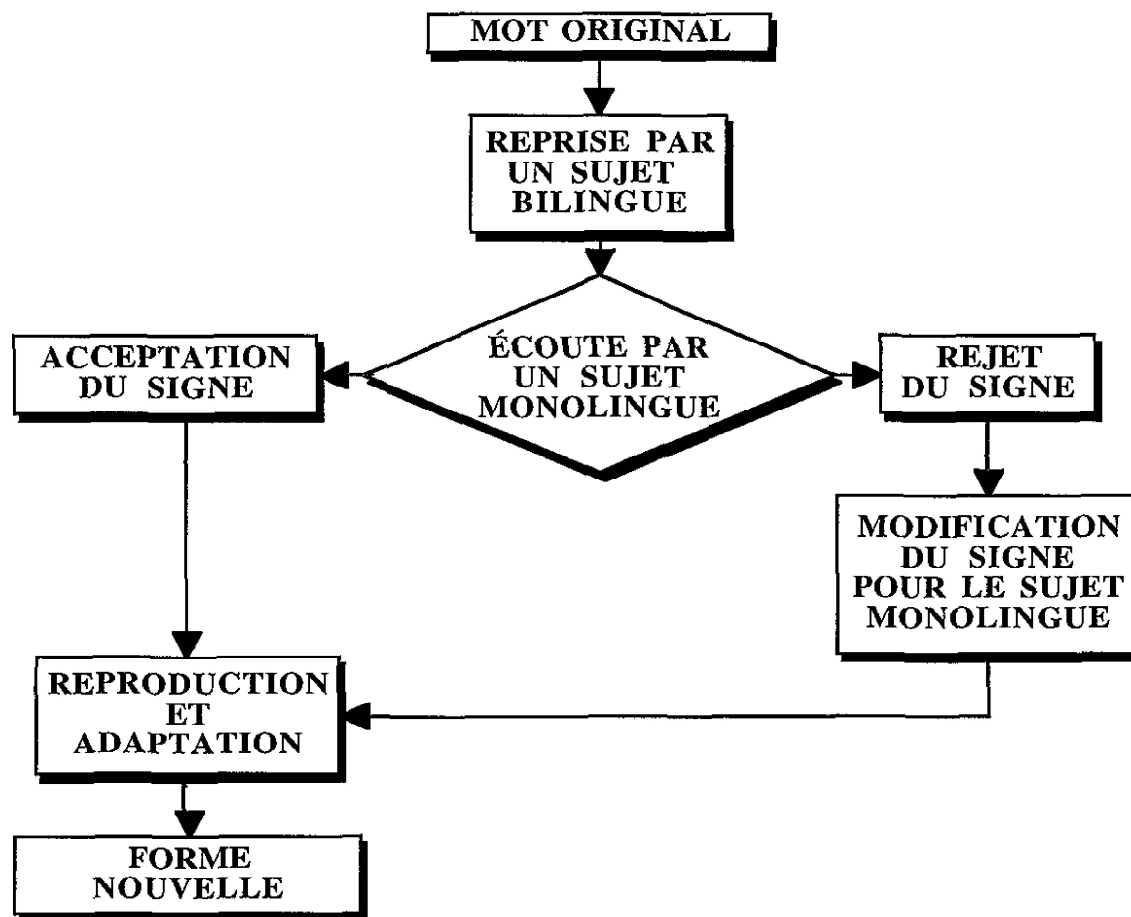 MOT ORIGINAL
REPRISE PAR
UN SUJET
BILINGUE
ÉCOUTE PAR
UN SUJET
MONOLINGUE
ACCEPTATION
DU SIGNE
REJET
DU SIGNE
MODIFICATION
DU SIGNE
POUR LE SUJET
MONOLINGUE
REPRODUCTION
ET
ADAPTATION
FORME
NOUVELLE